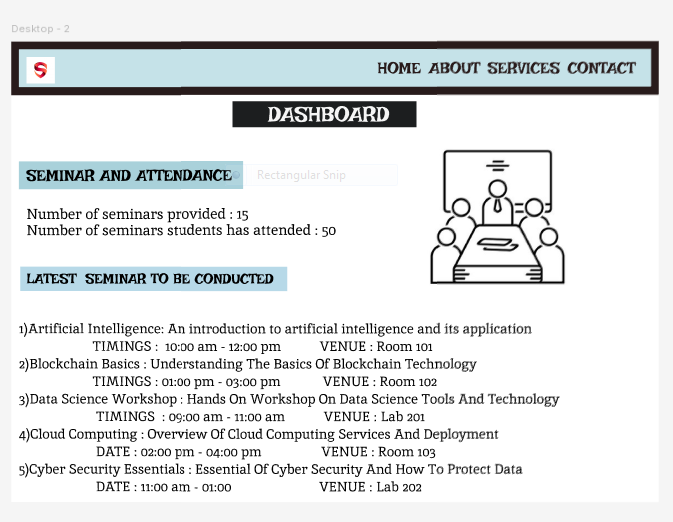 Desktop - 2
HOME ABOUT SERVICES CONTACT
DASHBOARD
SEMINAR AND ATTENDANCE
Rectangular Snip
Number of seminars provided : 15
Number of seminars students has attended : 50
LATEST SEMINAR TO BE CONDUCTED
1)Artificial Intelligence: An introduction to artificial intelligence and its application
TIMINGS : 10:00 am - 12:00 pm VENUE : Room 101
2)Blockchain Basics : Understanding The Basics Of Blockchain Technology
TIMINGS : 01:00 pm - 03:00 pm VENUE : Room 102
3)Data Science Workshop : Hands On Workshop On Data Science Tools And Technology
TIMINGS : 09:00 am - 11:00 am VENUE : Lab 201
4)Cloud Computing : Overview Of Cloud Computing Services And Deployment
DATE : 02:00 pm - 04:00 pm VENUE : Room 103
5)Cyber Security Essentials : Essential Of Cyber Security And How To Protect Data
DATE : 11:00 am - 01:00 VENUE : Lab 202